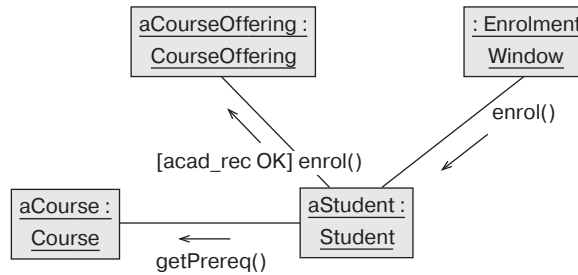 aCourseOffering :
CourseOffering
: Enrolment
Window
enrol()
[acad_rec OK] enrol()
aCourse :
Course
aStudent :
Student
getPrereq()